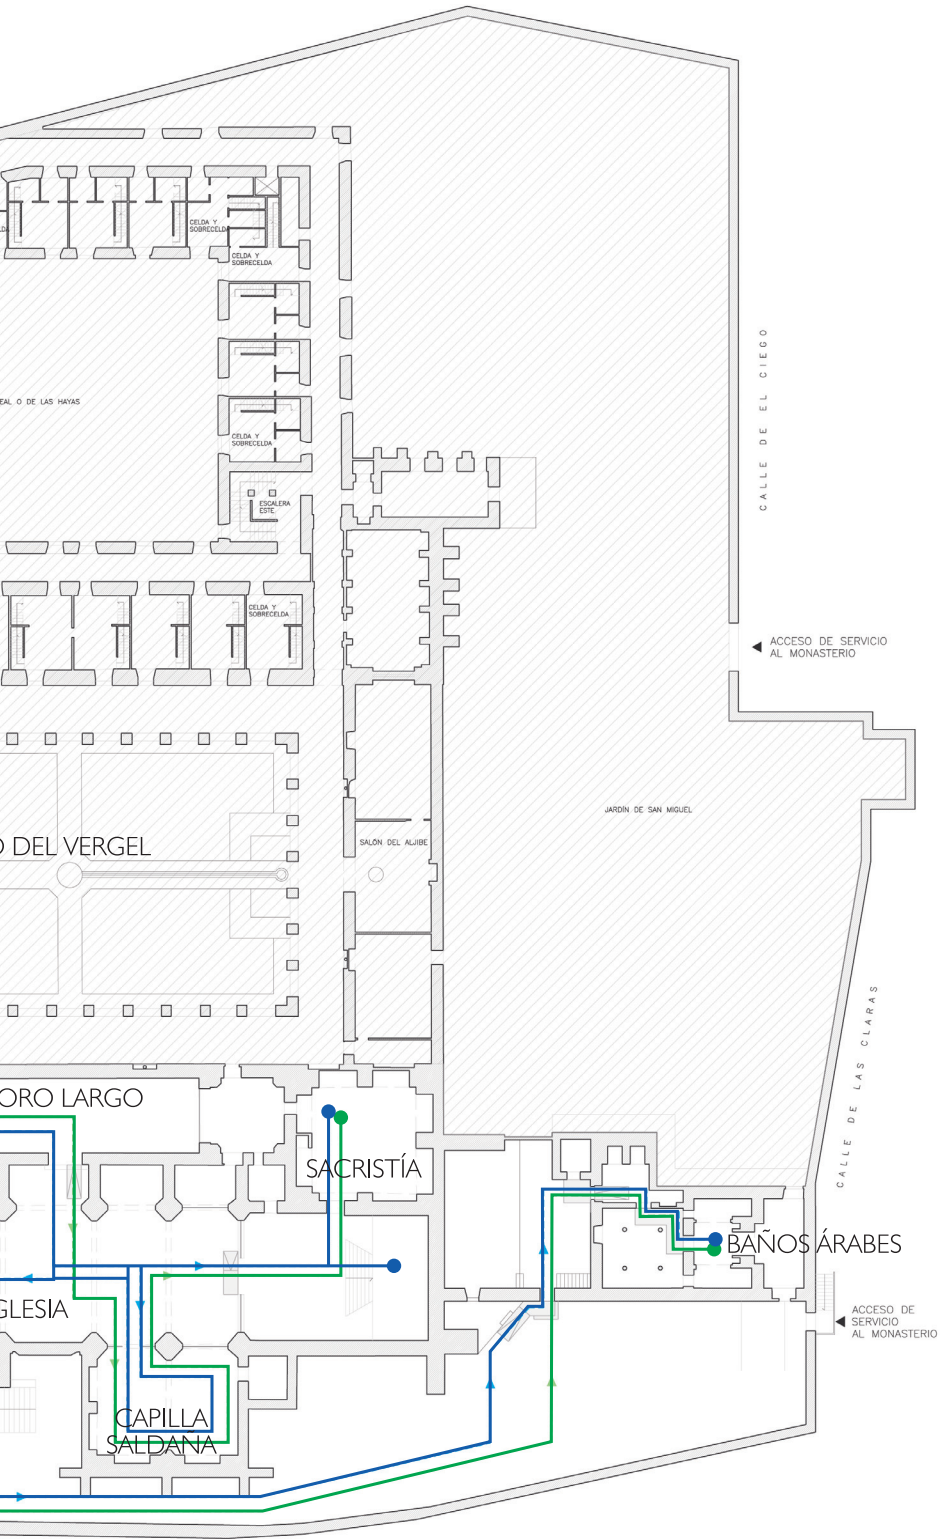 CELDA Y
SOBRECELDA
CELDA Y
SOBRECELDA
CALLE DE EL CIEGO
EAL O DE LAS HAYAS
CELDA Y
SOBRECELDA
ESCALERA
ESTE
CELDA Y
SOBRECELDA
ACCESO DE SERVICIO
AL MONASTERIO
JARDÍN DE SAN MIGUEL
O DEL VERGEL
SALÓN DEL ALJIBE
CALLE DE LAS CLARAS
ORO LARGO
SACRISTÍA
BAÑOS ÁRABES
GLESIA
ACCESO DE
SERVICIO
AL MONASTERIO
CAPILLA
SALDAÑA